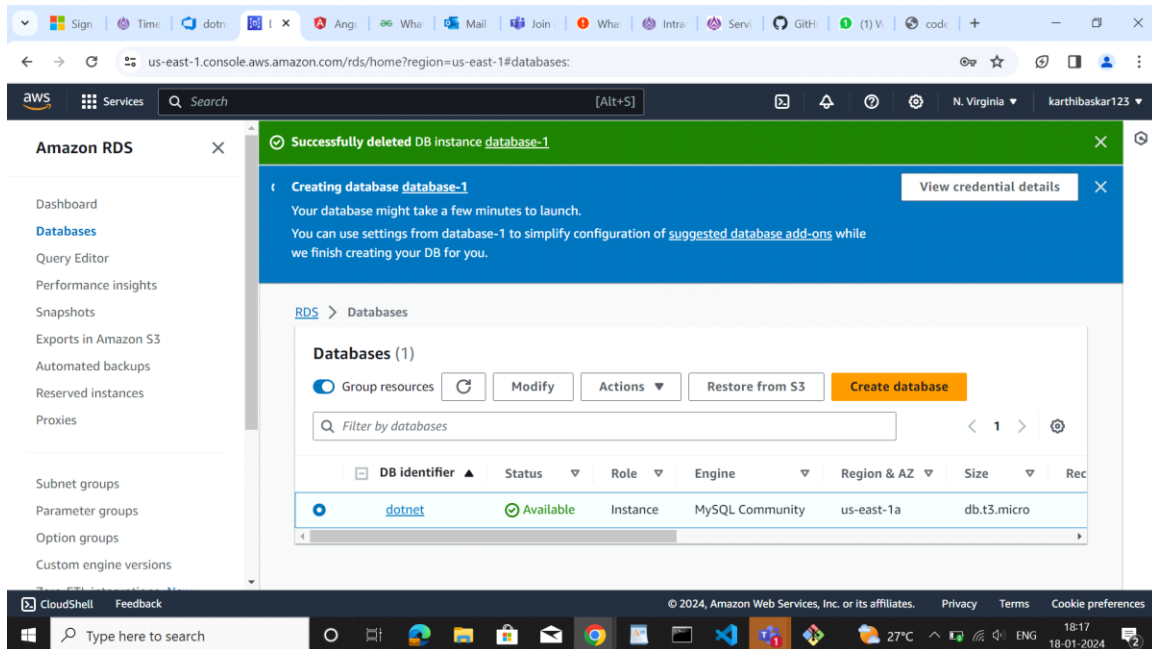 Sign
Time
dotn
Angu
What
Mail
Join
What
Intra
Servi
GitH
(1) W
code
us-east-1.console.aws.amazon.com/rds/home?region=us-east-1#databases:
aws
Services
Search
[Alt+S]
N. Virginia ▼
karthibaskar123 ▼
Amazon RDS
Successfully deleted DB instance database-1
Creating database database-1
View credential details
Your database might take a few minutes to launch.
You can use settings from database-1 to simplify configuration of suggested database add-ons while
we finish creating your DB for you.
Dashboard
Databases
Query Editor
Performance insights
Snapshots
Exports in Amazon S3
Automated backups
Reserved instances
Proxies
Subnet groups
Parameter groups
Option groups
Custom engine versions
RDS > Databases
Databases (1)
Group resources
Modify
Actions ▼
Restore from S3
Create database
Filter by databases
1
DB identifier ▲ Status Role Engine Region & AZ Size Rec
dotnet Available Instance MySQL Community us-east-1a db.t3.micro
CloudShell Feedback
© 2024, Amazon Web Services, Inc. or its affiliates. Privacy Terms Cookie preferences
Type here to search
27°C
ENG
18:17
18-01-2024